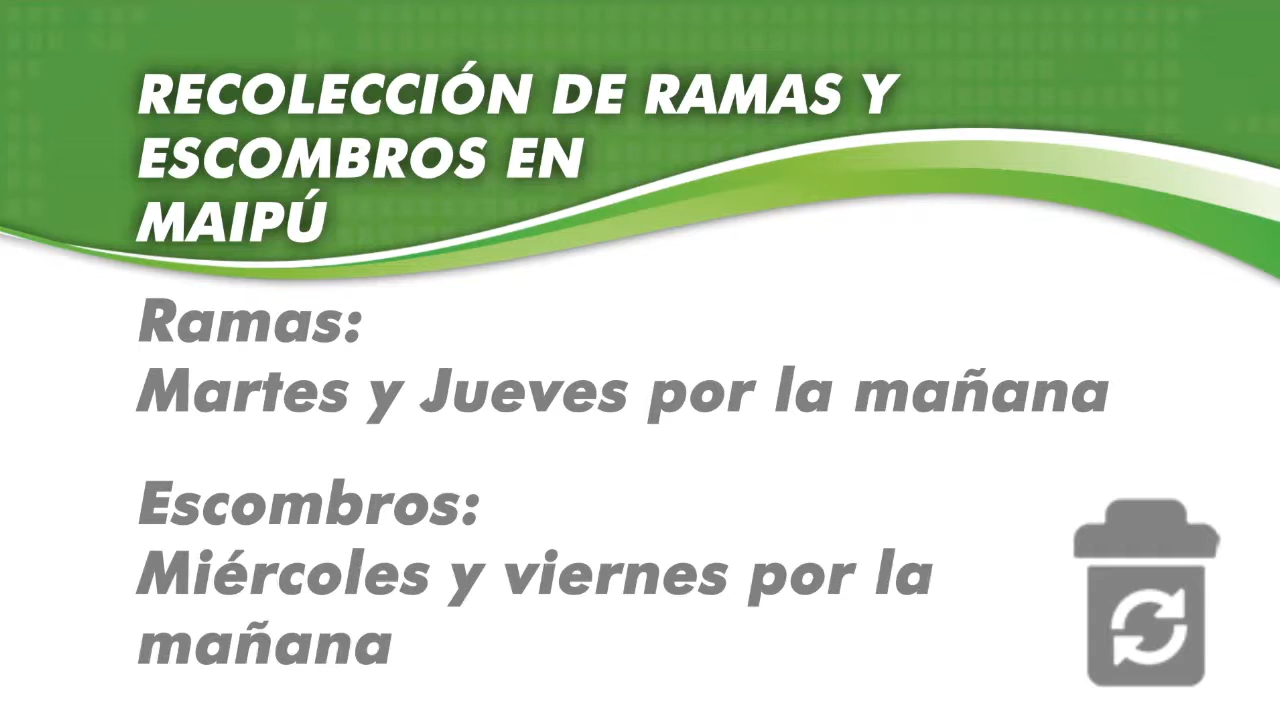 RECOLECCIÓN DE RAMAS Y
ESCOMBROS EN
MAIPÚ
Ramas:
Martes y Jueves por la mañana
Escombros:
Miércoles y viernes por la
mañana